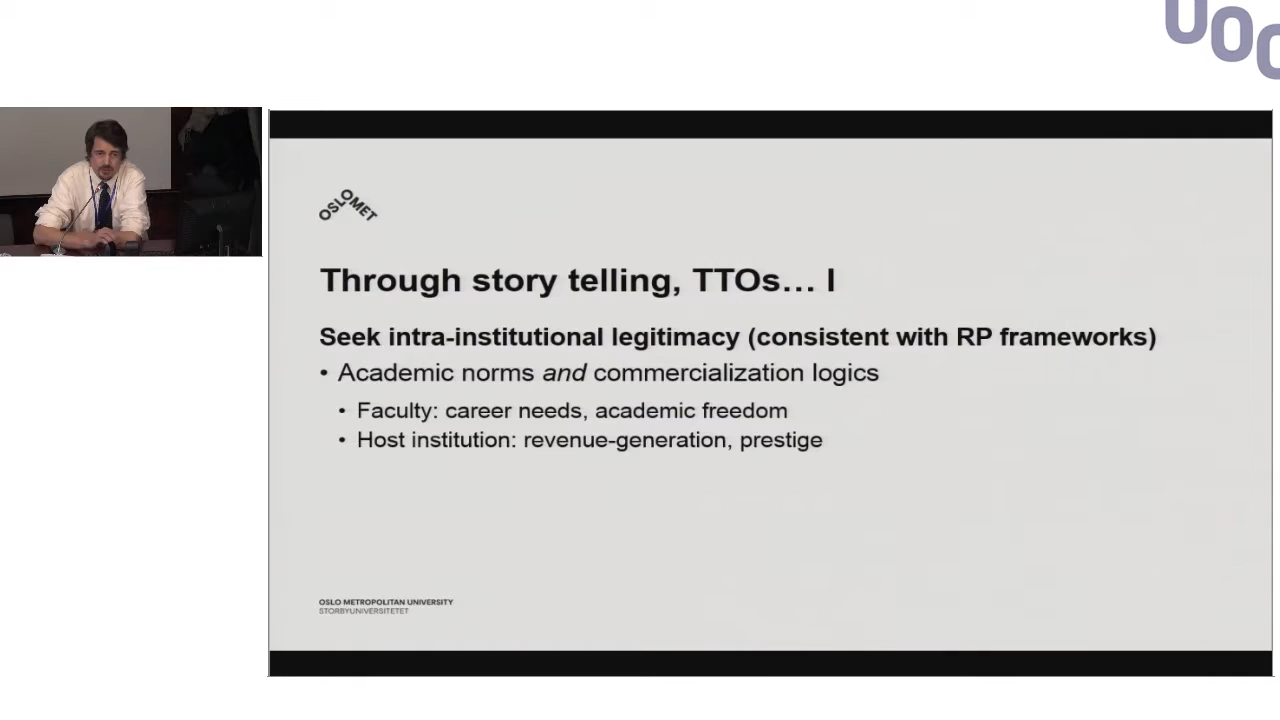 UOC
OSLOMET
Through story telling, TTOs… I
Seek intra-institutional legitimacy (consistent with RP frameworks)
• Academic norms and commercialization logics
• Faculty: career needs, academic freedom
• Host institution: revenue-generation, prestige
OSLO METROPOLITAN UNIVERSITY
STORBYUNIVERSITETET